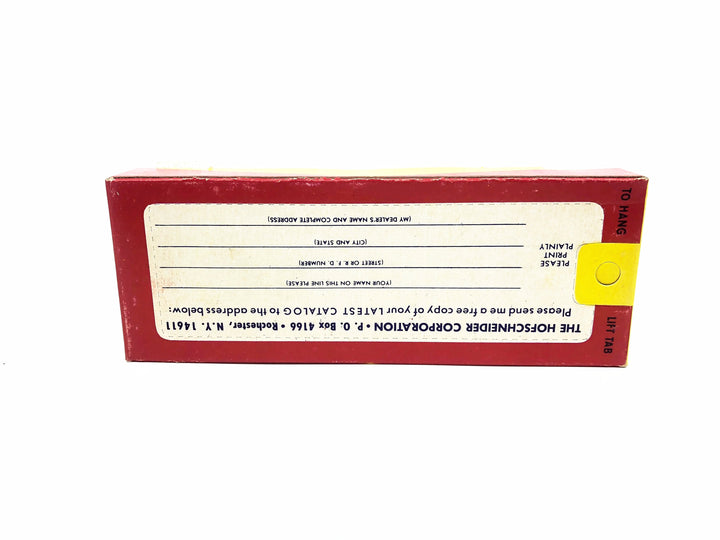 THE HOFSCHNEIDER CORPORATION • P. O. Box 4166 • Rochester, N.Y. 14611
Please send me a free copy of your LATEST CATALOG to the address below:
(YOUR NAME ON THIS LINE PLEASE)
(STREET OR R. F. D. NUMBER)
(CITY AND STATE)
(MY DEALER'S NAME AND COMPLETE ADDRESS)
PLEASE
PRINT
PLAINLY
TO HANG
LIFT TAB